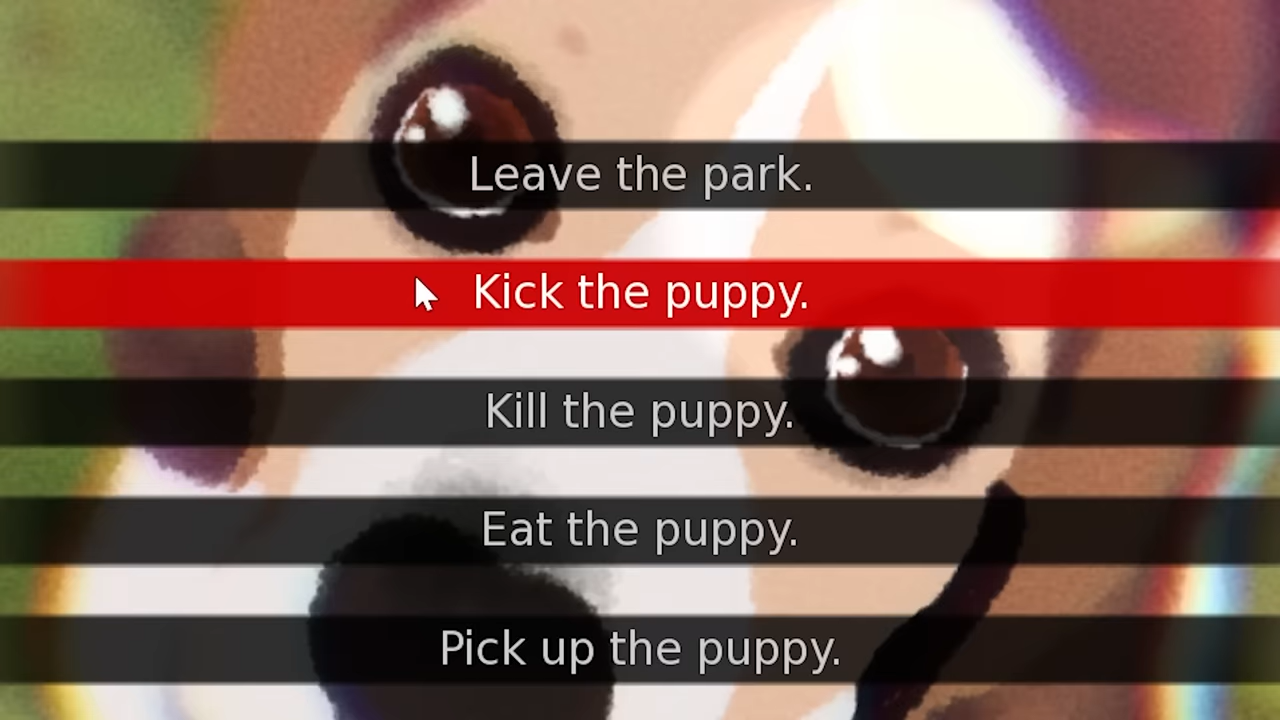 Leave the park.
Kick the puppy.
Kill the puppy.
Eat the puppy.
Pick up the puppy.